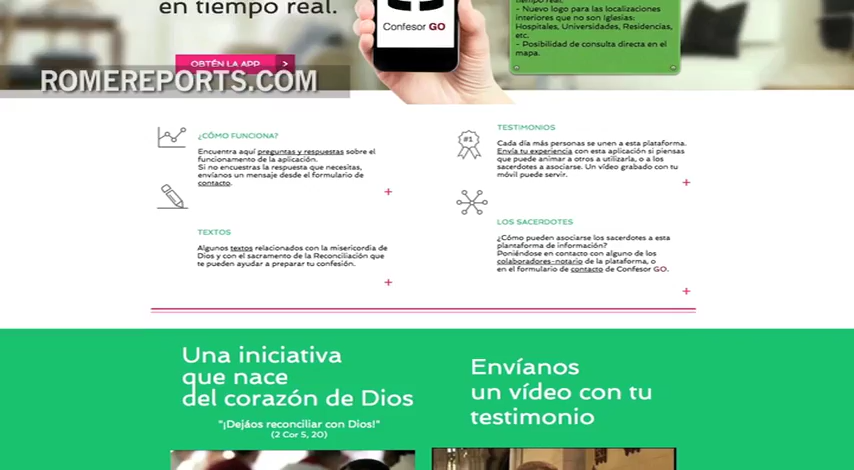 en tiempo real.
OBTÉN LA APP >
Confesor GO
- Nuevo logo para las localizaciones
interiores que no son Iglesias:
Hospitales, Universidades, Residencias,
etc.
- Posibilidad de consulta directa en el
mapa.
ROMEREPORTS.COM
¿CÓMO FUNCIONA?
Encuentra aquí preguntas y respuestas sobre el
funcionamento de la aplicación.
Si no encuestras la respuesta que necesitas,
envíanos un mensaje desde el formulario de
contacto.
+
TEXTOS
Algunos textos relacionados con la misericordia de
Dios y con el sacramento de la Reconciliación que
te pueden ayudar a preparar tu confesión.
+
#1
TESTIMONIOS
Cada día más personas se unen a esta plataforma.
Envía tu experiencia con esta aplicación si piensas
que puede animar a otros a utilizarla, o a los
sacerdotes a asociarse. Un vídeo grabado con tu
móvil puede servir.
+
LOS SACERDOTES
¿Cómo pueden asociarse los sacerdotes a esta
plantaforma de información?
Poniéndose en contacto con alguno de los
colaboradores-notario de la plataforma, o
en el formulario de contacto de Confesor GO.
+
Una iniciativa
que nace
del corazón de Dios
"¡Dejáos reconciliar con Dios!"
(2 Cor 5, 20)
Envíanos
un vídeo con tu
testimonio